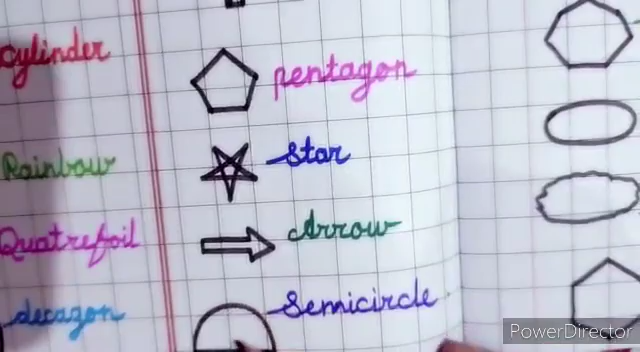 Cylinder
pentagon
Rainbow
Star
Quatrefoil
Arrow
decagon
Semicircle
PowerDirector